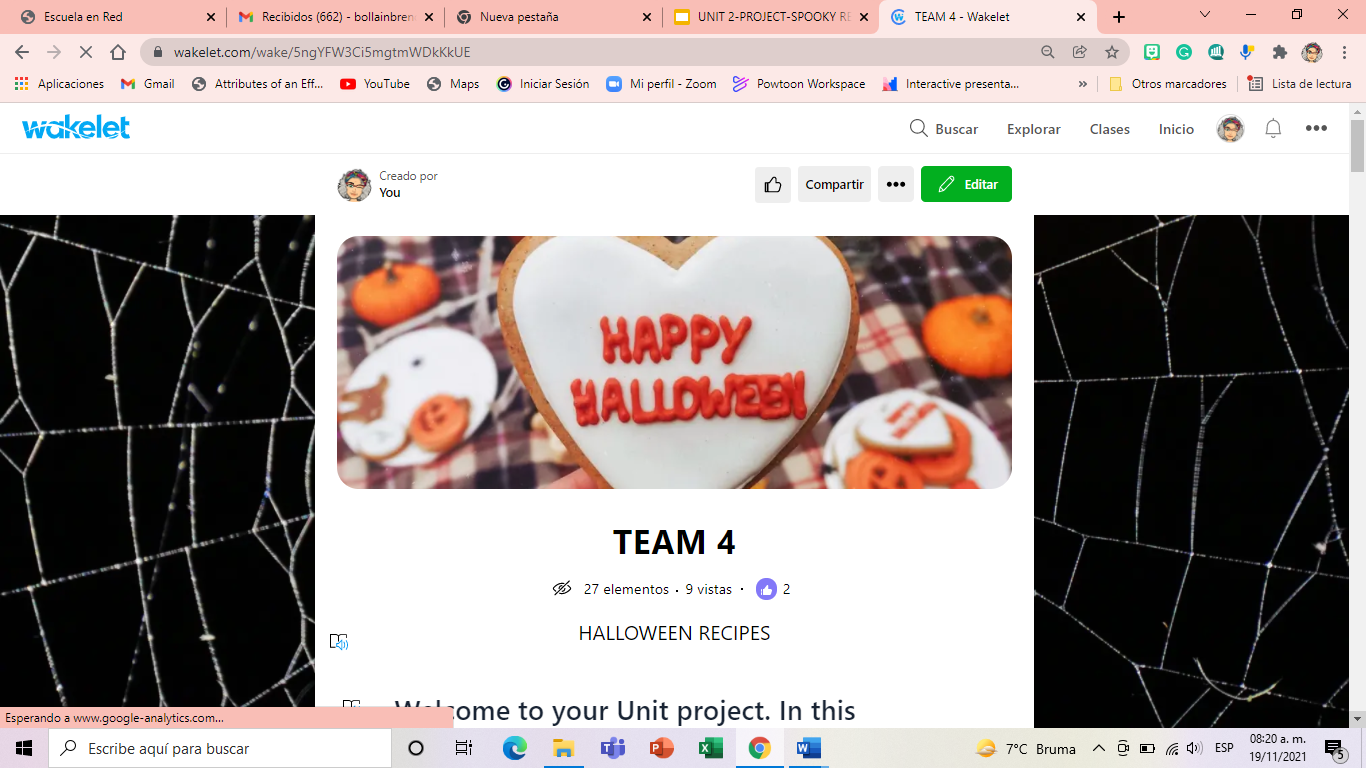 Escuela en Red
Recibidos (662) - bollainbren
Nueva pestaña
UNIT 2-PROJECT-SPOOKY RE
TEAM 4 - Wakelet
wakelet.com/wake/5ngYFW3Ci5mgtmWDkKkUE
Aplicaciones
Gmail
Attributes of an Eff...
YouTube
Maps
Iniciar Sesión
Mi perfil - Zoom
Powtoon Workspace
Interactive presenta...
»
Otros marcadores
Lista de lectura
wakelet
Buscar
Explorar
Clases
Inicio
Creado por
You
Compartir
Editar
HAPPY
HALLOWEEN
TEAM 4
27 elementos · 9 vistas · 2
HALLOWEEN RECIPES
Welcome to your Unit project. In this
Esperando a www.google-analytics.com...
Escribe aquí para buscar
7°C Bruma
ESP
08:20 a. m.
19/11/2021
5